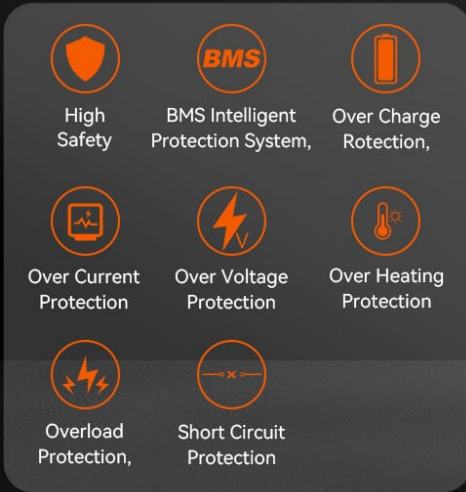 BMS
High
Safety
BMS Intelligent
Protection System,
Over Charge
Rotection,
V
Over Current
Protection
Over Voltage
Protection
Over Heating
Protection
Overload
Protection,
Short Circuit
Protection